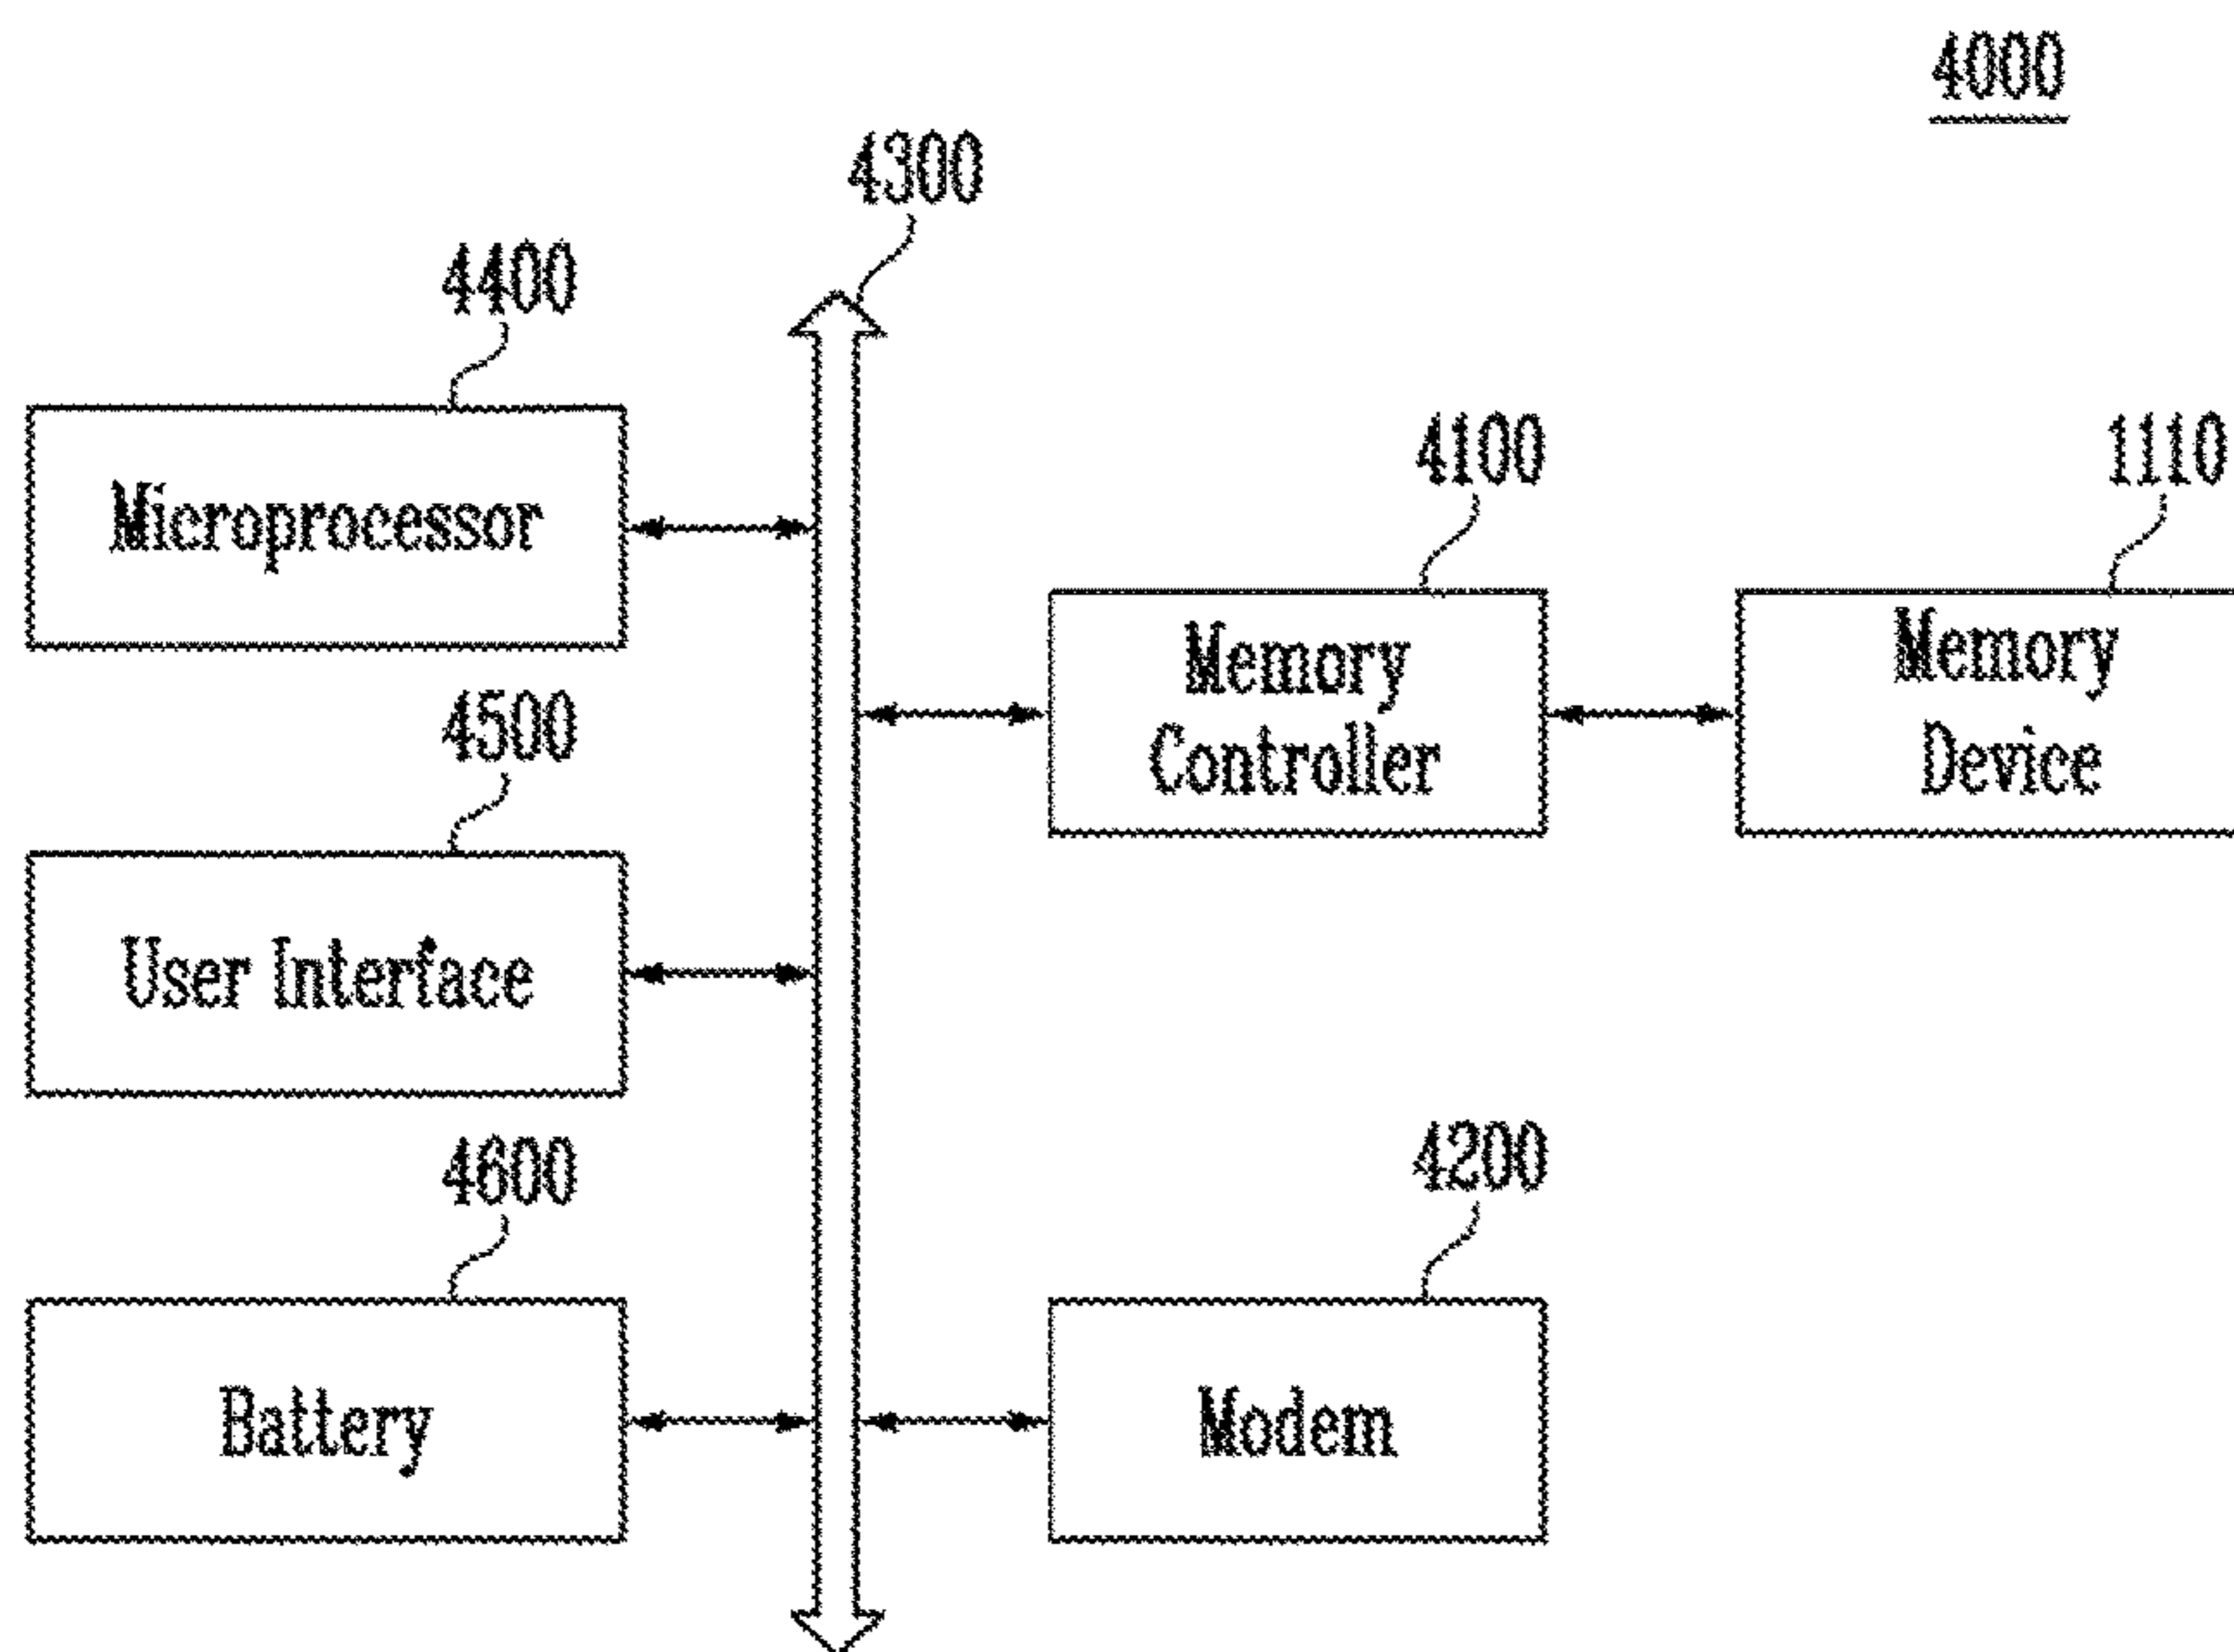 4000
4300
4400
Microprocessor
4100
1110
Memory
Controller
Memory
Device
4500
User Interface
4600
Battery
4200
Modem